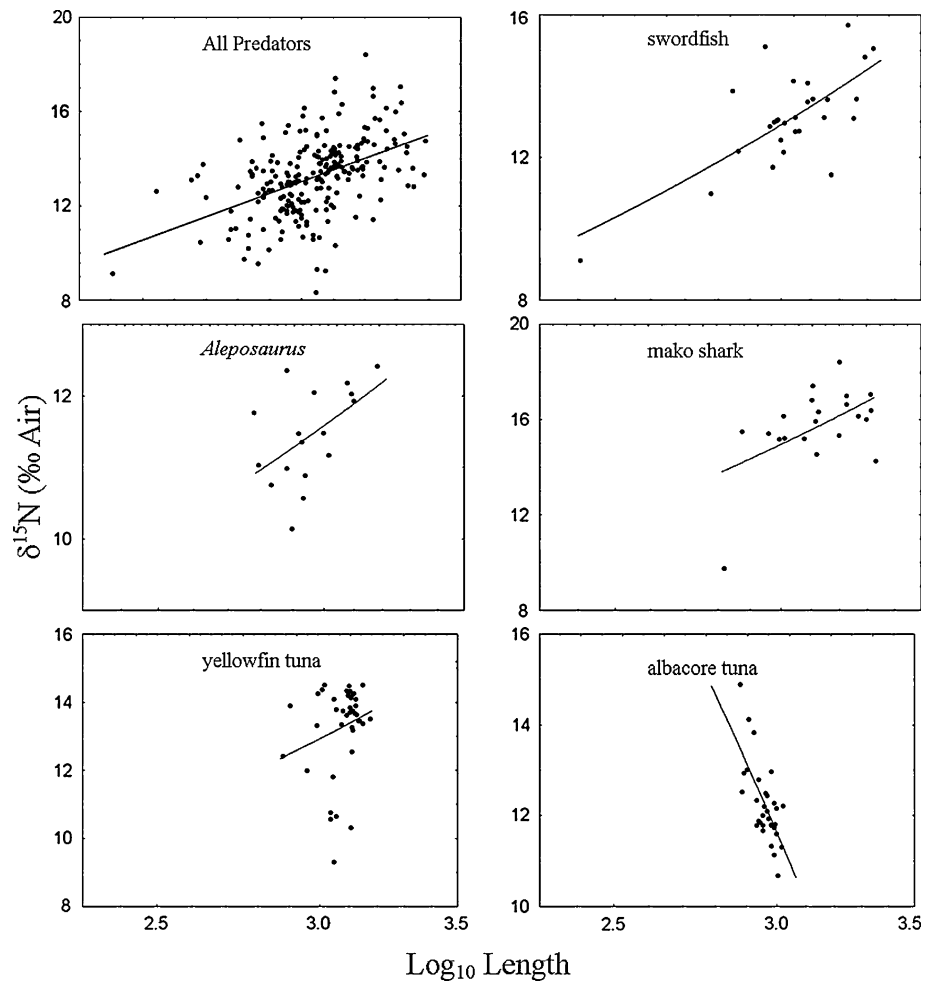 20
16
12
8
All Predators
16
12
8
swordfish
12
10
Aleposaurus
20
16
12
8
mako shark
16
14
12
10
8
yellowfin tuna
2.5 3.0 3.5
16
14
12
10
albacore tuna
2.5 3.0 3.5
δ¹⁵N (‰ Air)
Log₁₀ Length